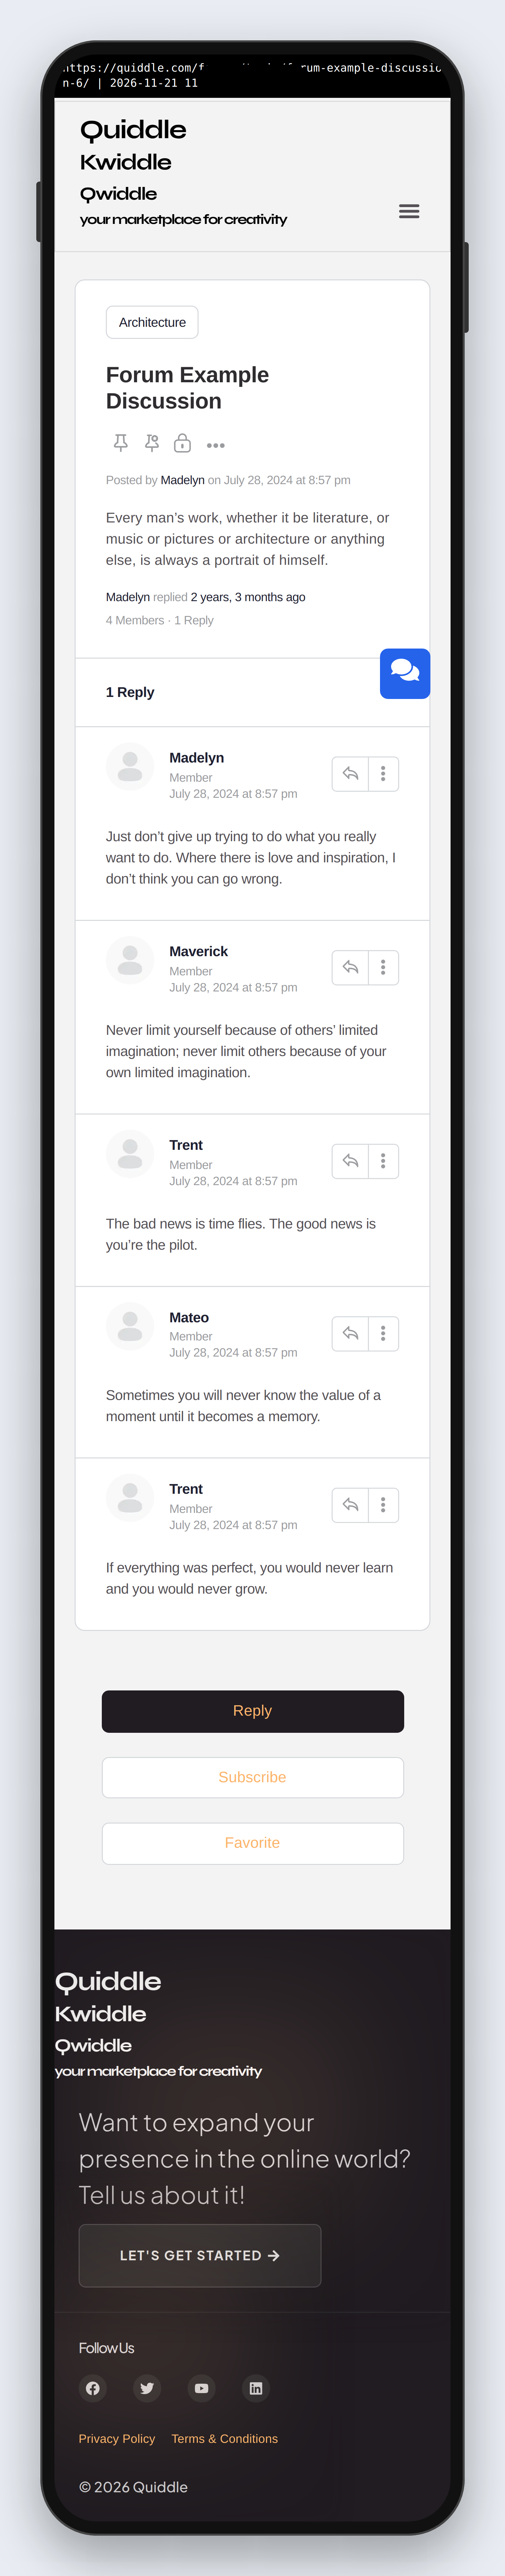 n-6/ | 2026-11-21 11
Quiddle
Kwiddle
Qwiddle
your marketplace for creativity
Architecture
Forum Example
Discussion
Posted by Madelyn on July 28, 2024 at 8:57 pm
Every man’s work, whether it be literature, or
music or pictures or architecture or anything
else, is always a portrait of himself.
Madelyn replied 2 years, 3 months ago
4 Members · 1 Reply
1 Reply
Madelyn
Member
July 28, 2024 at 8:57 pm
Just don’t give up trying to do what you really
want to do. Where there is love and inspiration, I
don’t think you can go wrong.
Maverick
Member
July 28, 2024 at 8:57 pm
Never limit yourself because of others’ limited
imagination; never limit others because of your
own limited imagination.
Trent
Member
July 28, 2024 at 8:57 pm
The bad news is time flies. The good news is
you’re the pilot.
Mateo
Member
July 28, 2024 at 8:57 pm
Sometimes you will never know the value of a
moment until it becomes a memory.
Trent
Member
July 28, 2024 at 8:57 pm
If everything was perfect, you would never learn
and you would never grow.
Reply
Subscribe
Favorite
Quiddle
Kwiddle
Qwiddle
your marketplace for creativity
Want to expand your
presence in the online world?
Tell us about it!
LET'S GET STARTED →
Follow Us
Privacy Policy Terms & Conditions
© 2026 Quiddle